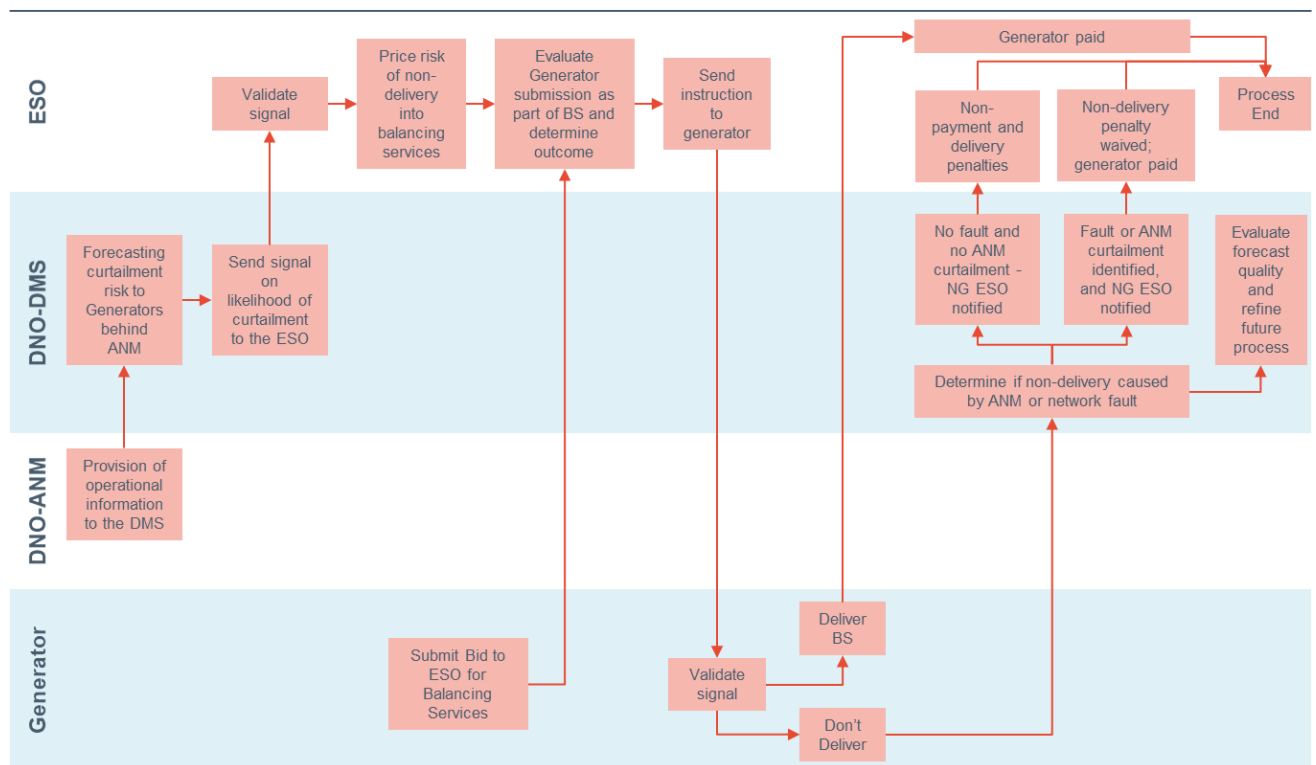 ESO
Validate
signal
Price risk
of non-
delivery
into
balancing
services
Evaluate
Generator
submission as
part of BS and
determine
outcome
Send
instruction
to
generator
Generator paid
Non-
payment and
delivery
penalties
Non-delivery
penalty
waived;
generator paid
Process
End
DNO-DMS
Forecasting
curtailment
risk to
Generators
behind
ANM
Send signal
on
likelihood of
curtailment
to the ESO
No fault and
no ANM
curtailment -
NG ESO
notified
Fault or ANM
curtailment
identified,
and NG ESO
notified
Evaluate
forecast
quality
and
refine
future
process
Determine if non-delivery caused
by ANM or network fault
DNO-ANM
Provision of
operational
information
to the DMS
Generator
Submit Bid to
ESO for
Balancing
Services
Validate
signal
Deliver
BS
Don't
Deliver